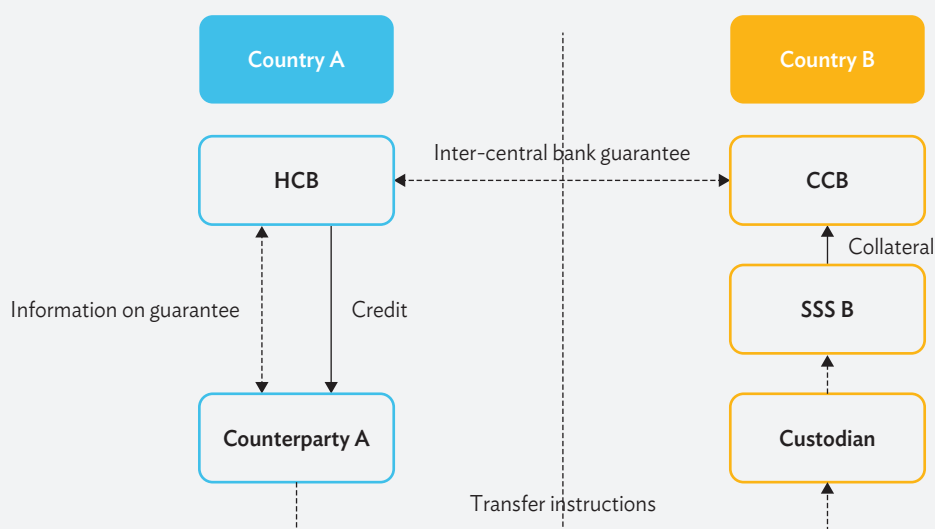 Country A
Country B
Inter-central bank guarantee
HCB
CCB
Collateral
Information on guarantee
Credit
SSS B
Counterparty A
Custodian
Transfer instructions